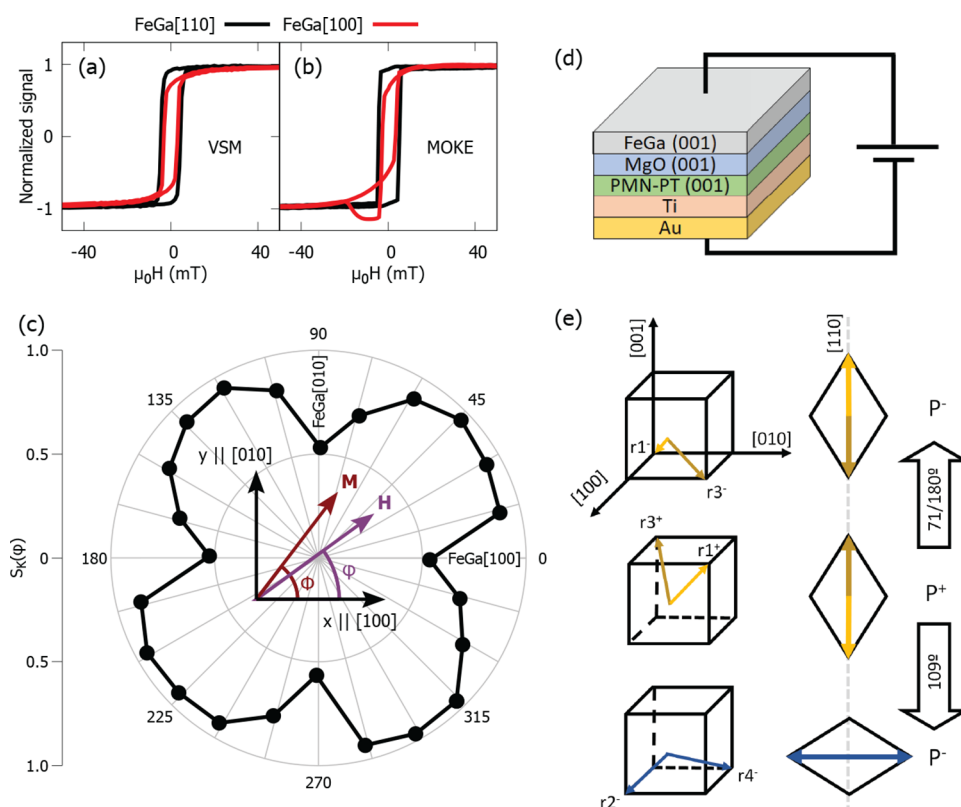 FeGa[110] FeGa[100]
(a)
(b)
Normalized signal
1
0
-1
VSM
MOKE
-40 0 40
-40 0 40
μ₀H (mT)
μ₀H (mT)
(d)
FeGa (001)
MgO (001)
PMN-PT (001)
Ti
Au
(c)
Sₖ(φ)
1.0
0.5
0
0.5
1.0
90
135
45
180
0
225
315
270
FeGa[010]
FeGa[100]
y || [010]
x || [100]
M
H
Φ
φ
(e)
[001]
[010]
[100]
r1⁻
r3⁻
[110]
P⁻
71/180º
r3⁺
r1⁺
P⁺
109º
r2⁻
r4⁻
P⁻